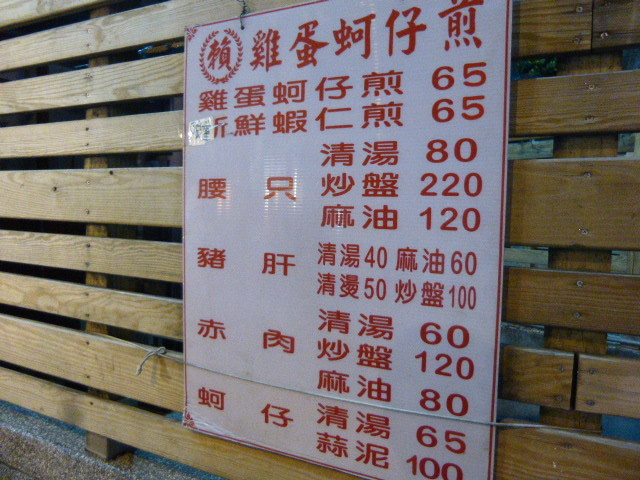 賴 雞蛋蚵仔煎
雞蛋蚵仔煎 65
新鮮蝦仁煎 65
清湯 80
腰只 炒盤 220
麻油 120
豬肝 清湯40 麻油60
清燙50 炒盤100
赤肉 清湯 60
炒盤 120
麻油 80
蚵仔 清湯 65
蒜泥 100